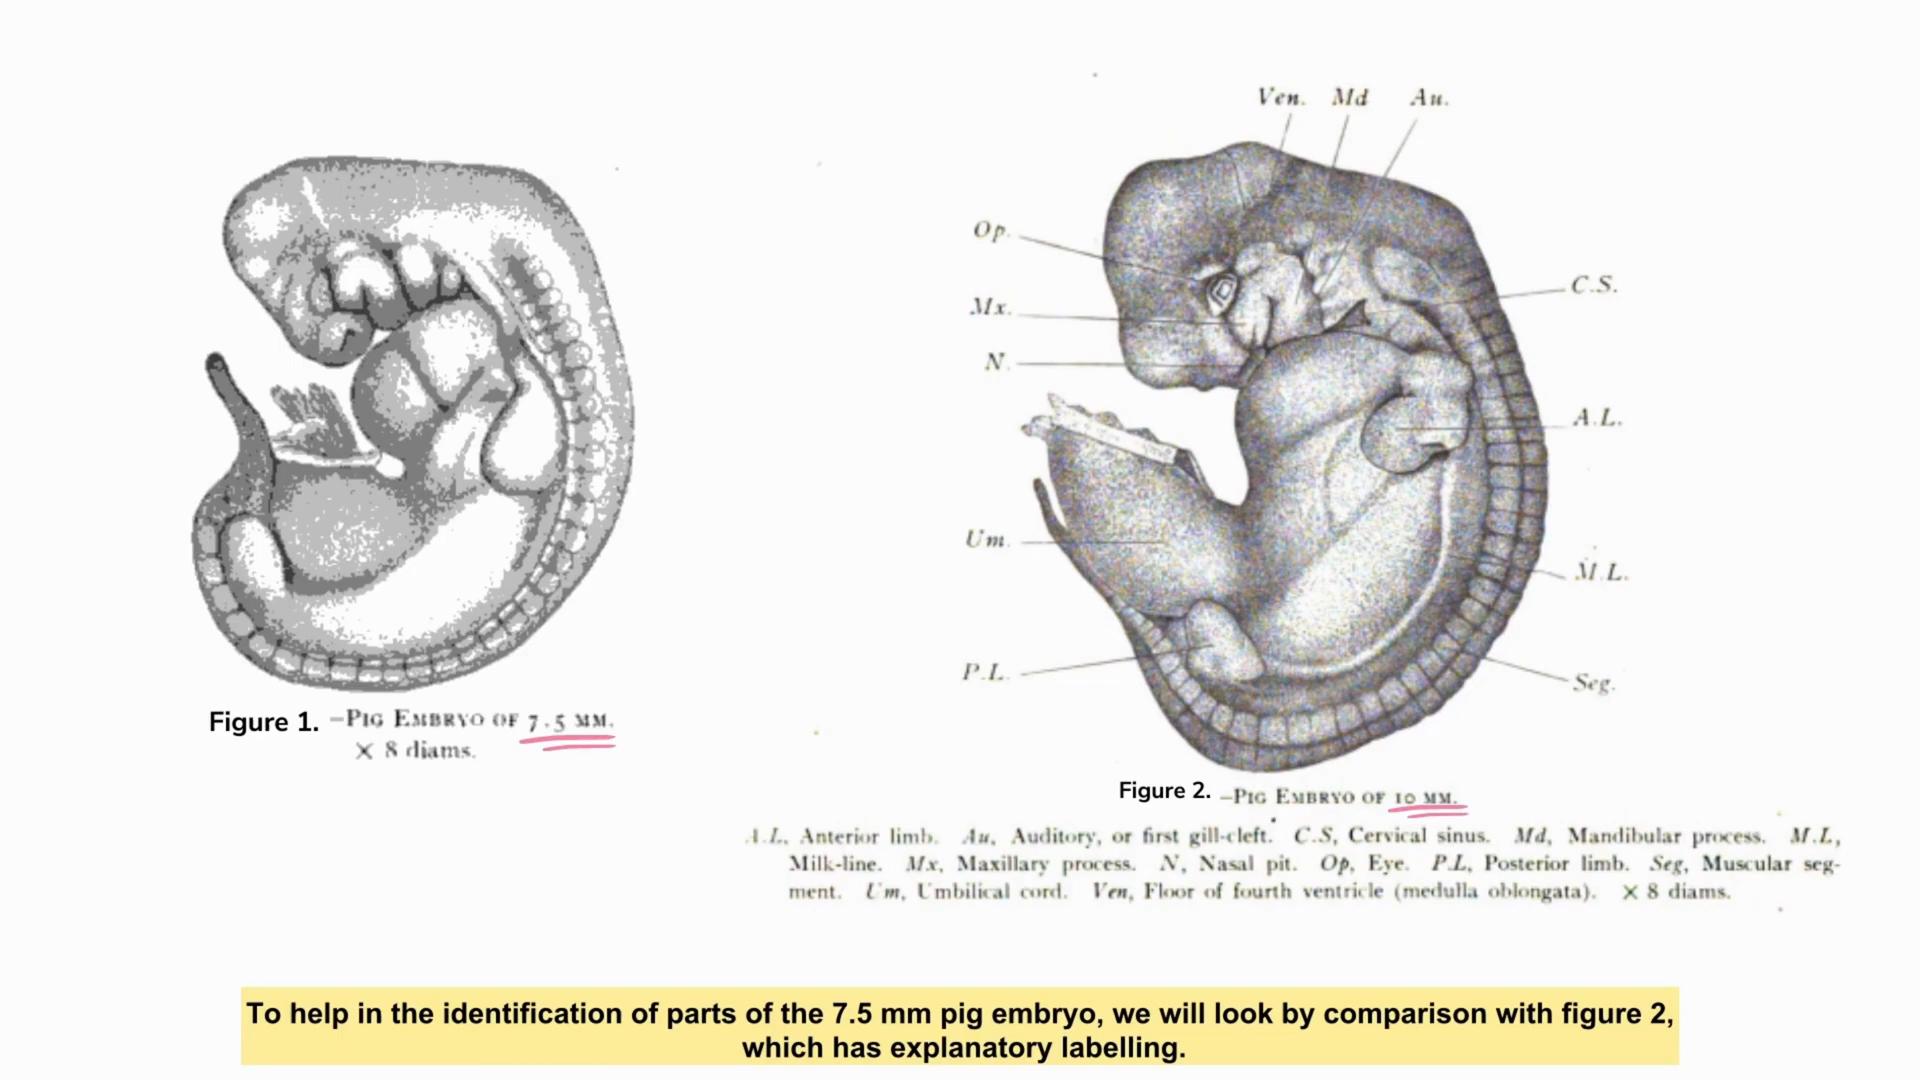 Ven. Md Au.
Op.
C.S.
Mx.
N.
A.L.
Um.
M.L.
P.L.
Seg.
Figure 1. –PIG EMBRYO OF 7.5 MM.
× 8 diams.
Figure 2. –PIG EMBRYO OF 10 MM.
A.L, Anterior limb. Au, Auditory, or first gill-cleft. C.S, Cervical sinus. Md, Mandibular process. M.L,
Milk-line. Mx, Maxillary process. N, Nasal pit. Op, Eye. P.L, Posterior limb. Seg, Muscular seg-
ment. Um, Umbilical cord. Ven, Floor of fourth ventricle (medulla oblongata). × 8 diams.
To help in the identification of parts of the 7.5 mm pig embryo, we will look by comparison with figure 2,
which has explanatory labelling.